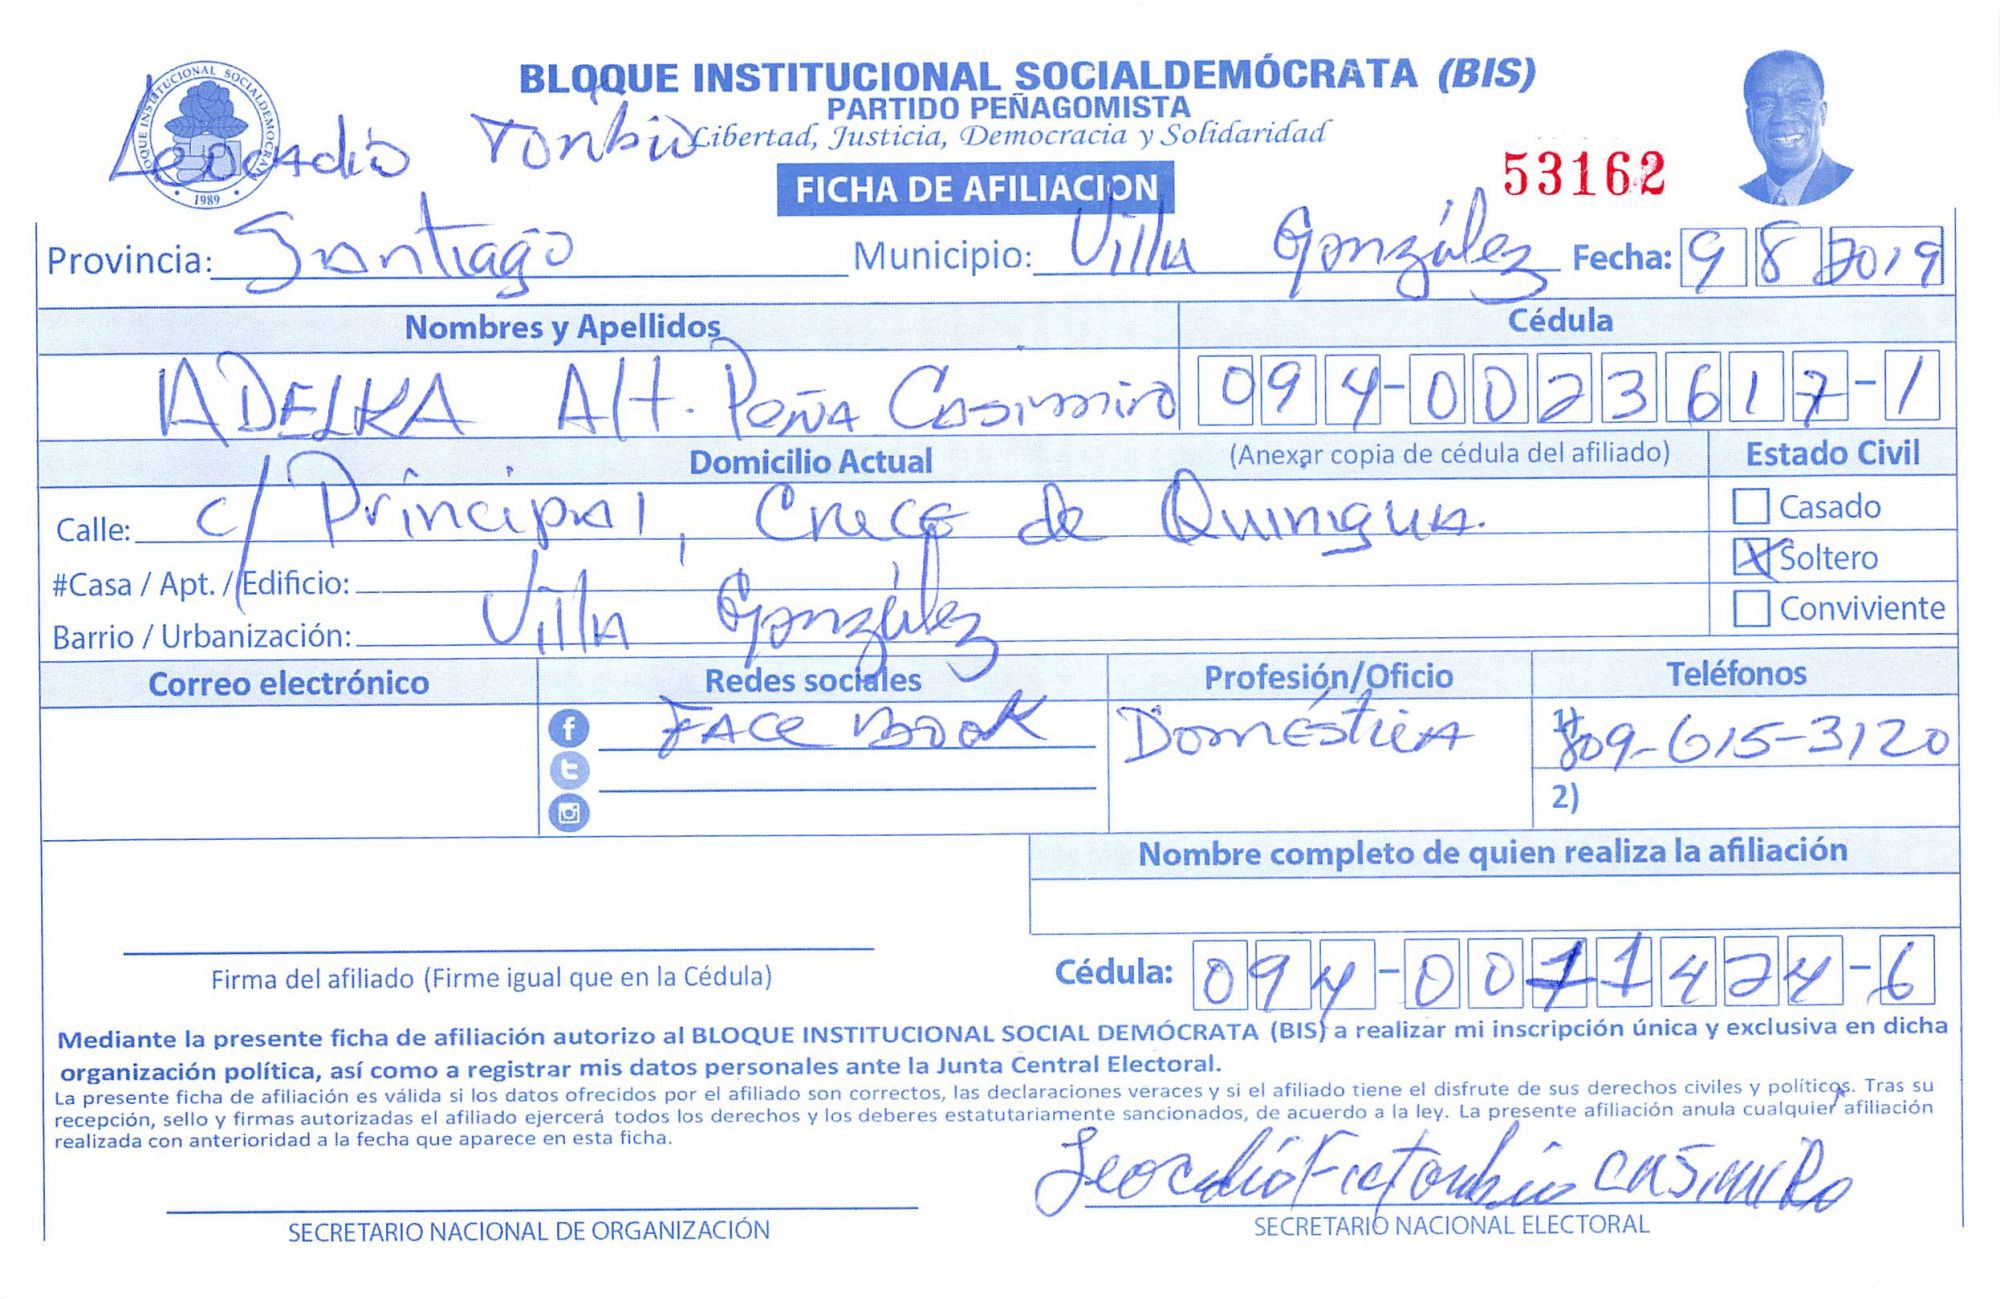 BLOQUE INSTITUCIONAL SOCIALDEMÓCRATA (BIS)
PARTIDO PEÑAGOMISTA
Libertad, Justicia, Democracia y Solidaridad
BLOQUE INSTITUCIONAL SOCIALDEMOCRATA
1989
Leocadio Toribio
FICHA DE AFILIACION
53162
Provincia: Santiago Municipio: Villa González Fecha: 9 8 2019
Nombres y Apellidos Cédula
ADELKA Alt. Peña Casimiro 094-0023617-1
Domicilio Actual (Anexar copia de cédula del afiliado) Estado Civil
Calle: c/ Principal, Cruce de Quinigua.
Casado
#Casa / Apt. / Edificio:
Soltero
Barrio / Urbanización: Villa González
Conviviente
Correo electrónico Redes sociales Profesión/Oficio Teléfonos
FACE BOOK Doméstica 1) 809-615-3120
2)
Nombre completo de quien realiza la afiliación
Firma del afiliado (Firme igual que en la Cédula)
Cédula: 094-0011424-6
Mediante la presente ficha de afiliación autorizo al BLOQUE INSTITUCIONAL SOCIAL DEMÓCRATA (BIS) a realizar mi inscripción única y exclusiva en dicha
organización política, así como a registrar mis datos personales ante la Junta Central Electoral.
La presente ficha de afiliación es válida si los datos ofrecidos por el afiliado son correctos, las declaraciones veraces y si el afiliado tiene el disfrute de sus derechos civiles y políticos. Tras su
recepción, sello y firmas autorizadas el afiliado ejercerá todos los derechos y los deberes estatutariamente sancionados, de acuerdo a la ley. La presente afiliación anula cualquier afiliación
realizada con anterioridad a la fecha que aparece en esta ficha.
Leocadio Toribio CASIMIRo
SECRETARIO NACIONAL DE ORGANIZACIÓN
SECRETARIO NACIONAL ELECTORAL